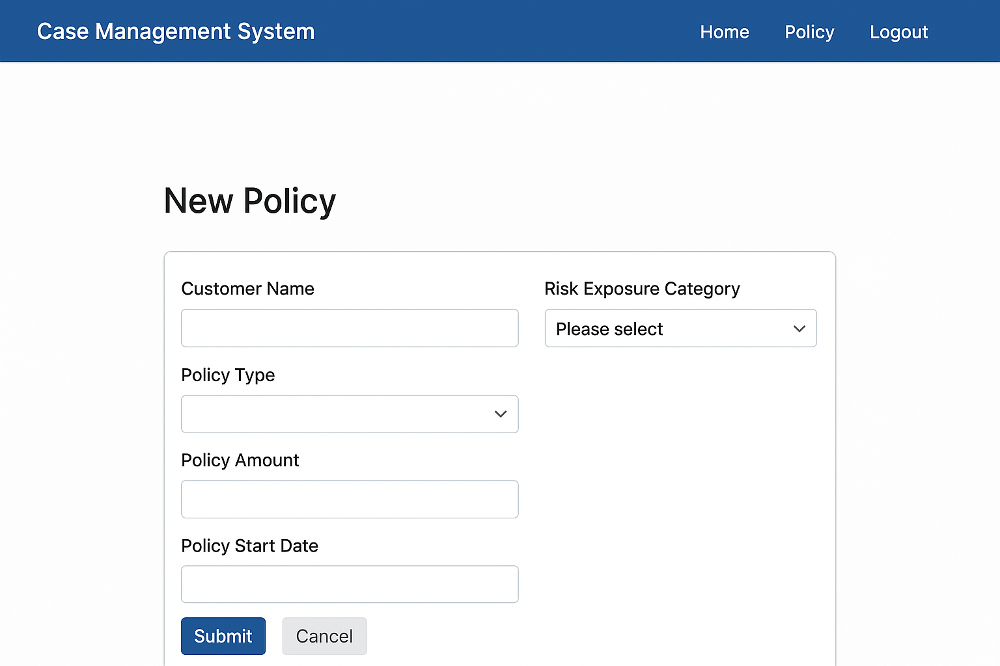 Case Management System
Home Policy Logout
New Policy
Customer Name
Risk Exposure Category
Please select
Policy Type
Policy Amount
Policy Start Date
Submit Cancel